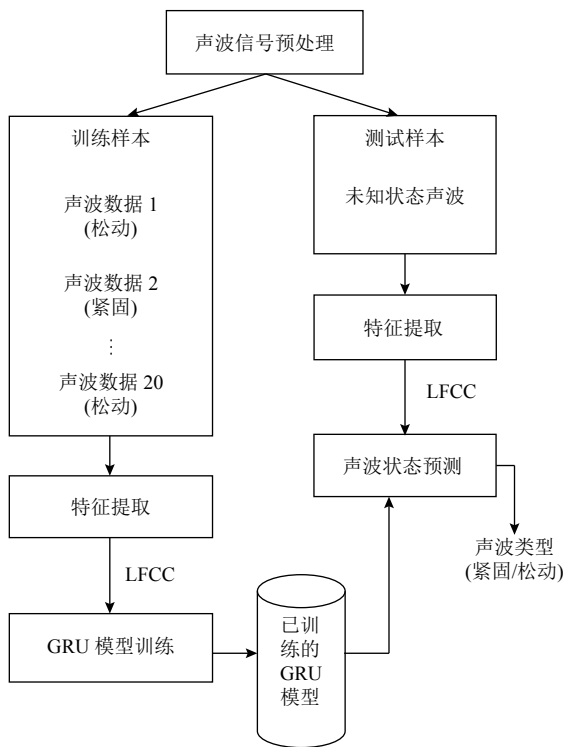 声波信号预处理
训练样本
声波数据 1
(松动)
声波数据 2
(紧固)
⋮
声波数据 20
(松动)
特征提取
LFCC
GRU 模型训练
已训
练的
GRU
模型
测试样本
未知状态声波
特征提取
LFCC
声波状态预测
声波类型
(紧固/松动)